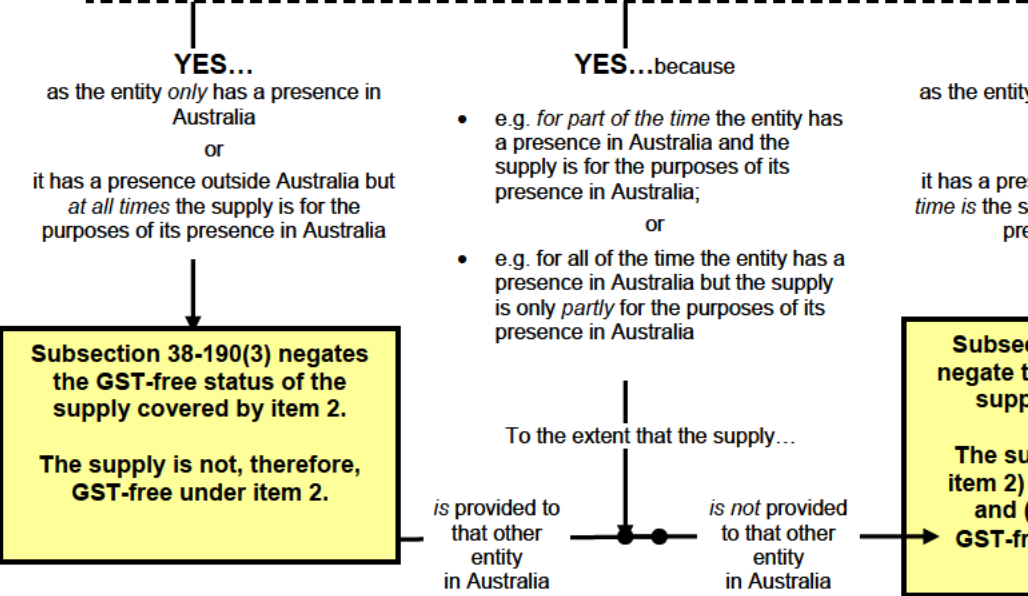 YES…
as the entity only has a presence in
Australia
or
it has a presence outside Australia but
at all times the supply is for the
purposes of its presence in Australia
Subsection 38-190(3) negates
the GST-free status of the
supply covered by item 2.
The supply is not, therefore,
GST-free under item 2.
YES…because
• e.g. for part of the time the entity has
a presence in Australia and the
supply is for the purposes of its
presence in Australia;
or
• e.g. for all of the time the entity has a
presence in Australia but the supply
is only partly for the purposes of its
presence in Australia
To the extent that the supply…
is provided to
that other
entity
in Australia
is not provided
to that other
entity
in Australia
as the entity
it has a pre
time is the s
pre
Subsec
negate t
supp
The su
item 2)
and (
GST-fr